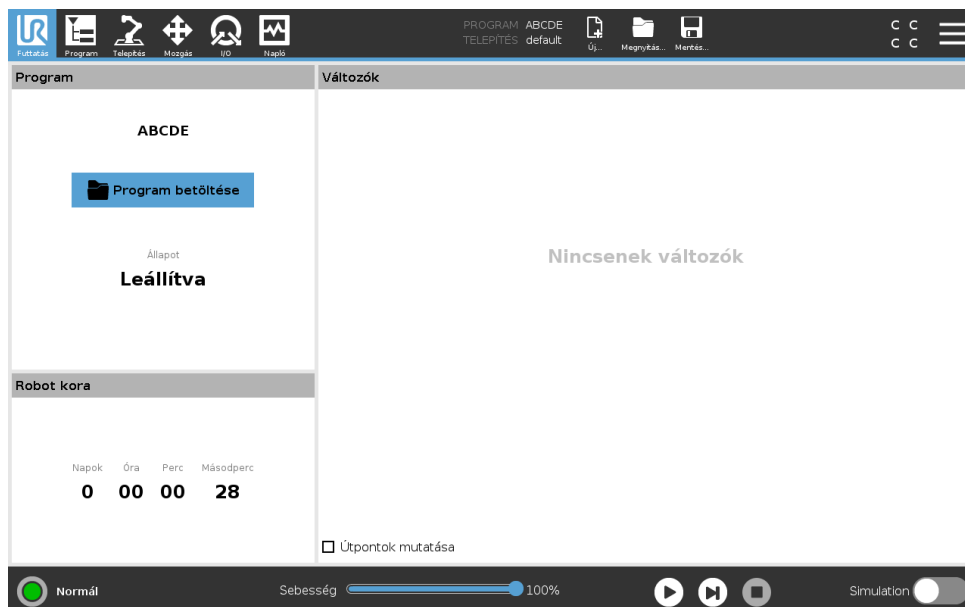 UR
Futtatás Program Telepítés Mozgás I/O Napló
PROGRAM ABCDE
TELEPÍTÉS default
Új... Megnyitás... Mentés...
C C
C C
Program
ABCDE
Program betöltése
Állapot
Leállítva
Robot kora
Napok Óra Perc Másodperc
0 00 00 28
Változók
Nincsenek változók
Útpontok mutatása
Normál
Sebesség 100%
Simulation